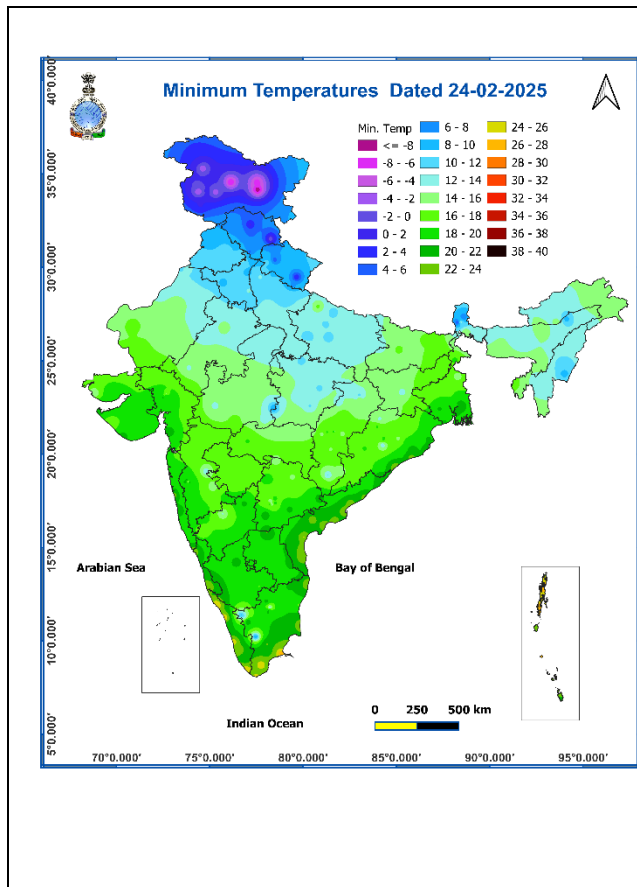 Minimum Temperatures Dated 24-02-2025
Min. Temp
<= -8
-8 - -6
-6 - -4
-4 - -2
-2 - 0
0 - 2
2 - 4
4 - 6
6 - 8
8 - 10
10 - 12
12 - 14
14 - 16
16 - 18
18 - 20
20 - 22
22 - 24
24 - 26
26 - 28
28 - 30
30 - 32
32 - 34
34 - 36
36 - 38
38 - 40
40°0.000'
35°0.000'
30°0.000'
25°0.000'
20°0.000'
15°0.000'
10°0.000'
5°0.000'
Arabian Sea
Bay of Bengal
Indian Ocean
0 250 500 km
70°0.000' 75°0.000' 80°0.000' 85°0.000' 90°0.000' 95°0.000'